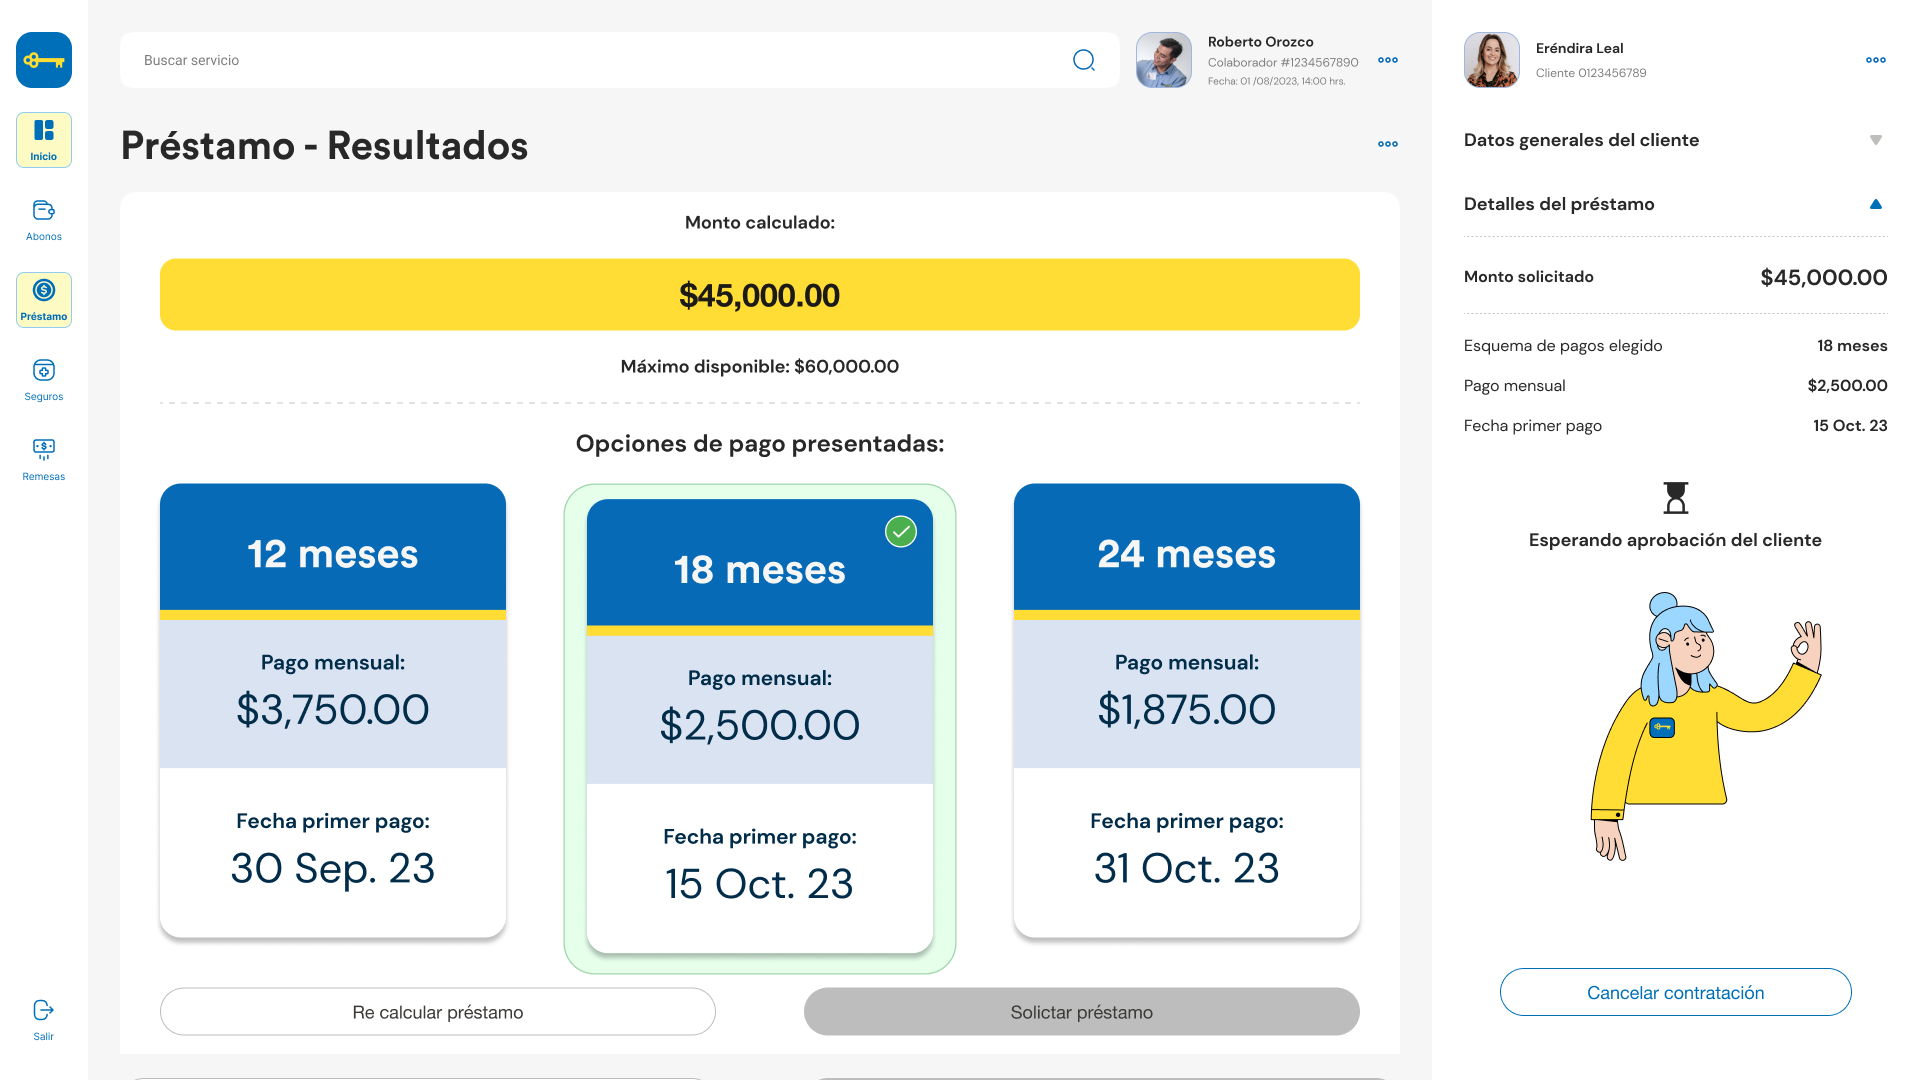 Inicio
Abonos
Préstamo
Seguros
Remesas
Salir
Buscar servicio
Roberto Orozco
Colaborador #1234567890
Fecha: 01 /08/2023, 14:00 hrs.
Préstamo - Resultados
Monto calculado:
$45,000.00
Máximo disponible: $60,000.00
Opciones de pago presentadas:
12 meses
Pago mensual:
$3,750.00
Fecha primer pago:
30 Sep. 23
18 meses
Pago mensual:
$2,500.00
Fecha primer pago:
15 Oct. 23
24 meses
Pago mensual:
$1,875.00
Fecha primer pago:
31 Oct. 23
Re calcular préstamo
Solictar préstamo
Eréndira Leal
Cliente 0123456789
Datos generales del cliente
Detalles del préstamo
Monto solicitado $45,000.00
Esquema de pagos elegido 18 meses
Pago mensual $2,500.00
Fecha primer pago 15 Oct. 23
Esperando aprobación del cliente
Cancelar contratación